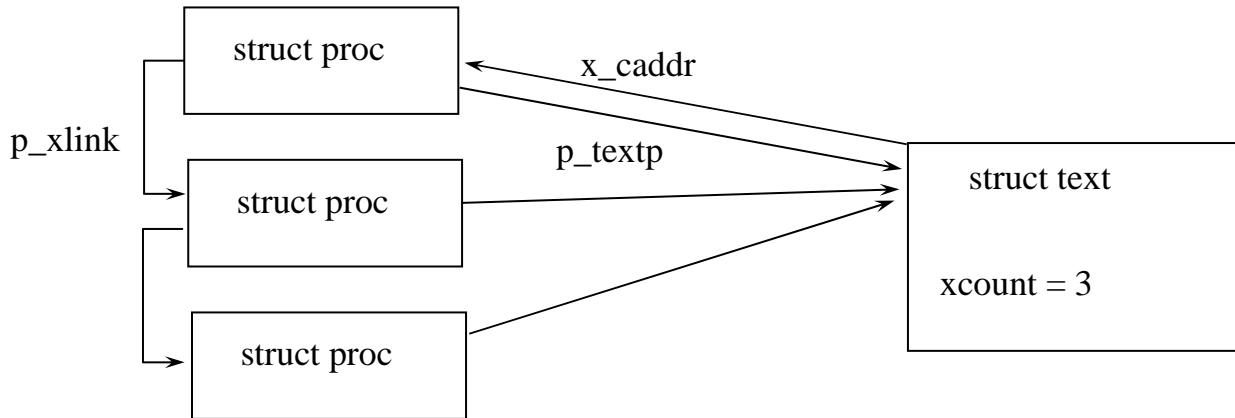 struct proc
x_caddr
p_xlink
p_textp
struct text
struct proc
xcount = 3
struct proc